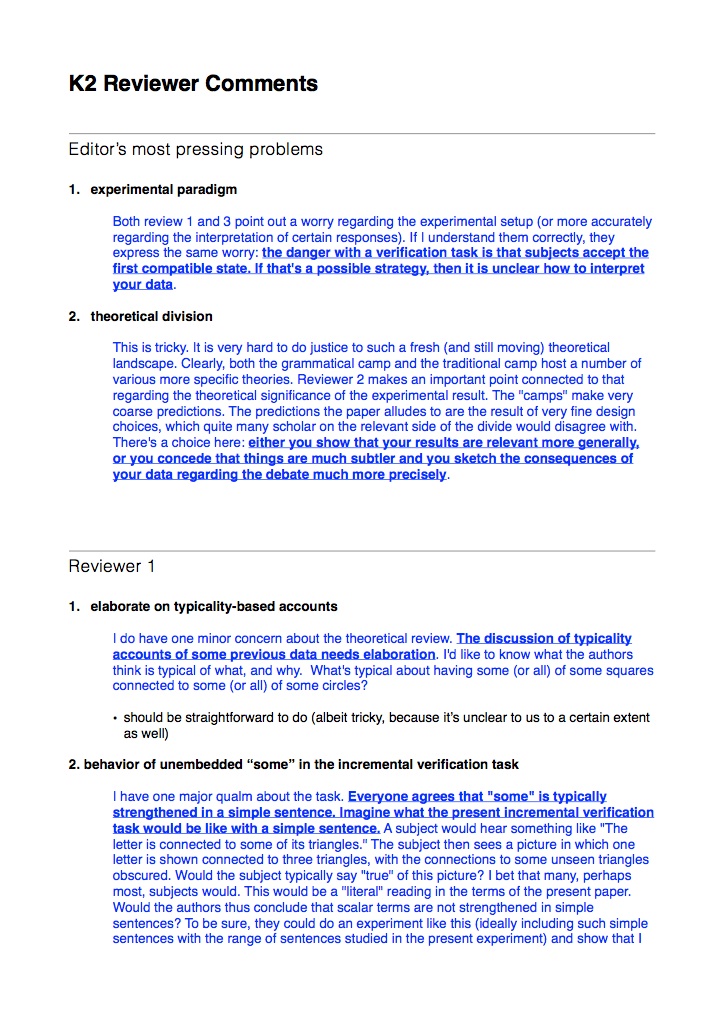 K2 Reviewer Comments
Editor's most pressing problems
1. experimental paradigm
Both review 1 and 3 point out a worry regarding the experimental setup (or more accurately
regarding the interpretation of certain responses). If I understand them correctly, they
express the same worry: the danger with a verification task is that subjects accept the
first compatible state. If that's a possible strategy, then it is unclear how to interpret
your data.
2. theoretical division
This is tricky. It is very hard to do justice to such a fresh (and still moving) theoretical
landscape. Clearly, both the grammatical camp and the traditional camp host a number of
various more specific theories. Reviewer 2 makes an important point connected to that
regarding the theoretical significance of the experimental result. The "camps" make very
coarse predictions. The predictions the paper alludes to are the result of very fine design
choices, which quite many scholar on the relevant side of the divide would disagree with.
There's a choice here: either you show that your results are relevant more generally,
or you concede that things are much subtler and you sketch the consequences of
your data regarding the debate much more precisely.
Reviewer 1
1. elaborate on typicality-based accounts
I do have one minor concern about the theoretical review. The discussion of typicality
accounts of some previous data needs elaboration. I'd like to know what the authors
think is typical of what, and why. What's typical about having some (or all) of some squares
connected to some (or all) of some circles?
• should be straightforward to do (albeit tricky, because it's unclear to us to a certain extent
as well)
2. behavior of unembedded “some” in the incremental verification task
I have one major qualm about the task. Everyone agrees that "some" is typically
strengthened in a simple sentence. Imagine what the present incremental verification
task would be like with a simple sentence. A subject would hear something like "The
letter is connected to some of its triangles." The subject then sees a picture in which one
letter is shown connected to three triangles, with the connections to some unseen triangles
obscured. Would the subject typically say "true" of this picture? I bet that many, perhaps
most, subjects would. This would be a "literal" reading in the terms of the present paper.
Would the authors thus conclude that scalar terms are not strengthened in simple
sentences? To be sure, they could do an experiment like this (ideally including such simple
sentences with the range of sentences studied in the present experiment) and show that I